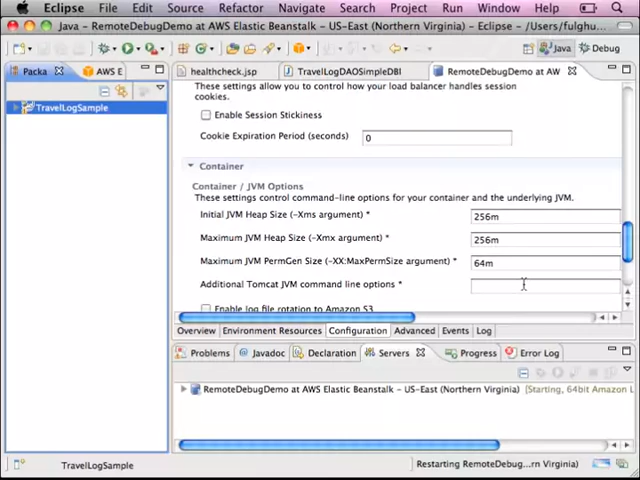 Eclipse File Edit Source Refactor Navigate Search Project Run Window Help
Java - RemoteDebugDemo at AWS Elastic Beanstalk - US-East (Northern Virginia) - Eclipse - /Users/fulghu...
Java Debug
Packa AWS E healthcheck.jsp TravelLogDAOSimpleDBI RemoteDebugDemo at AW
TravelLogSample
These settings allow you to control how your load balancer handles session
cookies.
Enable Session Stickiness
Cookie Expiration Period (seconds) 0
Container
Container / JVM Options
These settings control command-line options for your container and the underlying JVM.
Initial JVM Heap Size (-Xms argument) * 256m
Maximum JVM Heap Size (-Xmx argument) * 256m
Maximum JVM PermGen Size (-XX:MaxPermSize argument) * 64m
Additional Tomcat JVM command line options *
Enable log file rotation to Amazon S3
Overview Environment Resources Configuration Advanced Events Log
Problems Javadoc Declaration Servers Progress Error Log
RemoteDebugDemo at AWS Elastic Beanstalk - US-East (Northern Virginia) [Starting, 64bit Amazon L
TravelLogSample Restarting RemoteDebug...rn Virginia)